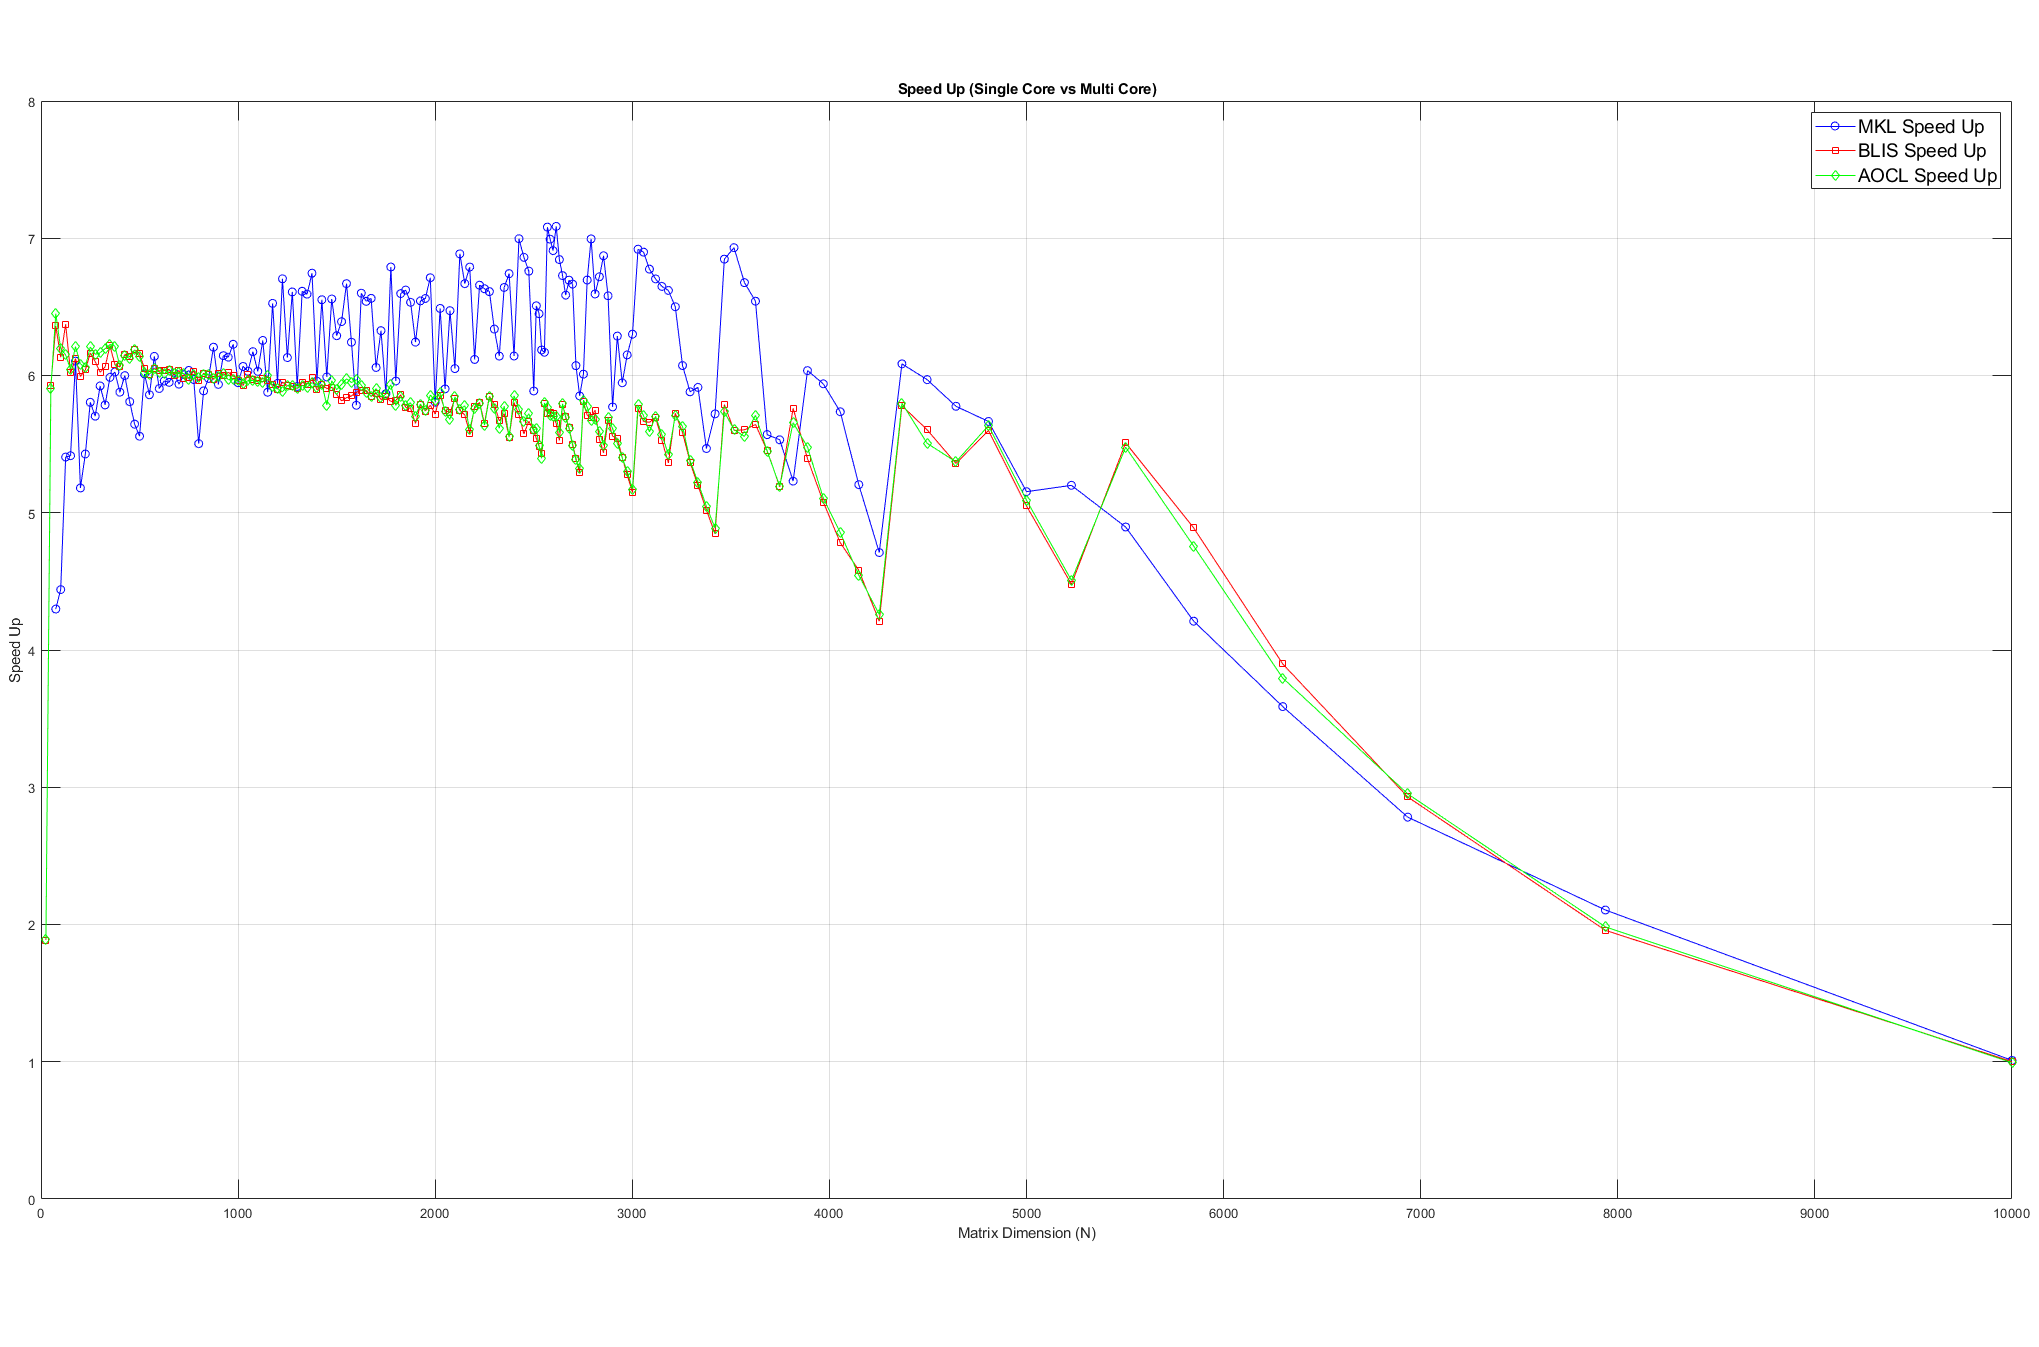 Speed Up (Single Core vs Multi Core)
8
7
6
5
4
3
2
1
0
Speed Up
MKL Speed Up
BLIS Speed Up
AOCL Speed Up
0 1000 2000 3000 4000 5000 6000 7000 8000 9000 10000
Matrix Dimension (N)